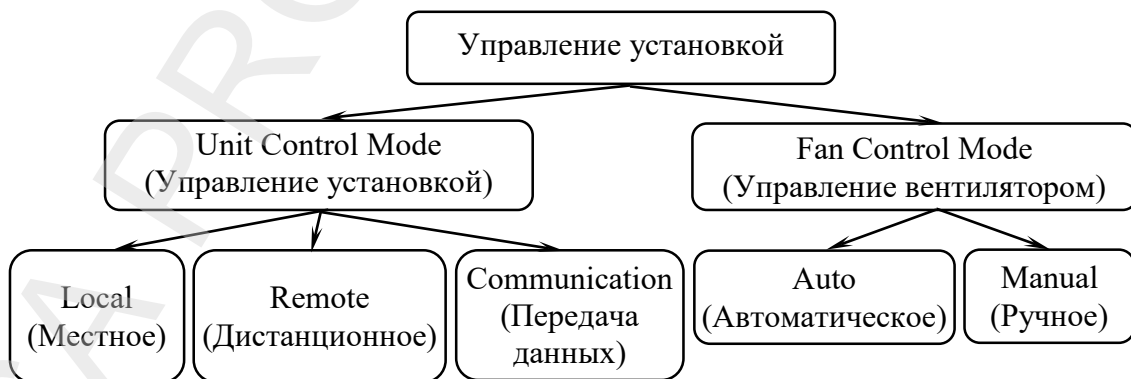 Управление установкой
Unit Control Mode
(Управление установкой)
Fan Control Mode
(Управление вентилятором)
Local
(Местное)
Remote
(Дистанционное)
Communication
(Передача
данных)
Auto
(Автоматическое)
Manual
(Ручное)